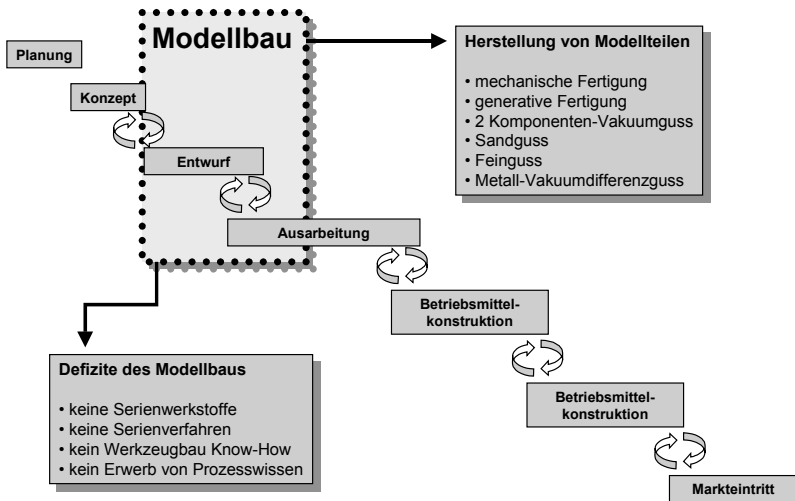 Modellbau
Planung
Konzept
Entwurf
Ausarbeitung
Betriebsmittel-
konstruktion
Betriebsmittel-
konstruktion
Markteintritt
Herstellung von Modellteilen
• mechanische Fertigung
• generative Fertigung
• 2 Komponenten-Vakuumguss
• Sandguss
• Feinguss
• Metall-Vakuumdifferenzguss
Defizite des Modellbaus
• keine Serienwerkstoffe
• keine Serienverfahren
• kein Werkzeugbau Know-How
• kein Erwerb von Prozesswissen